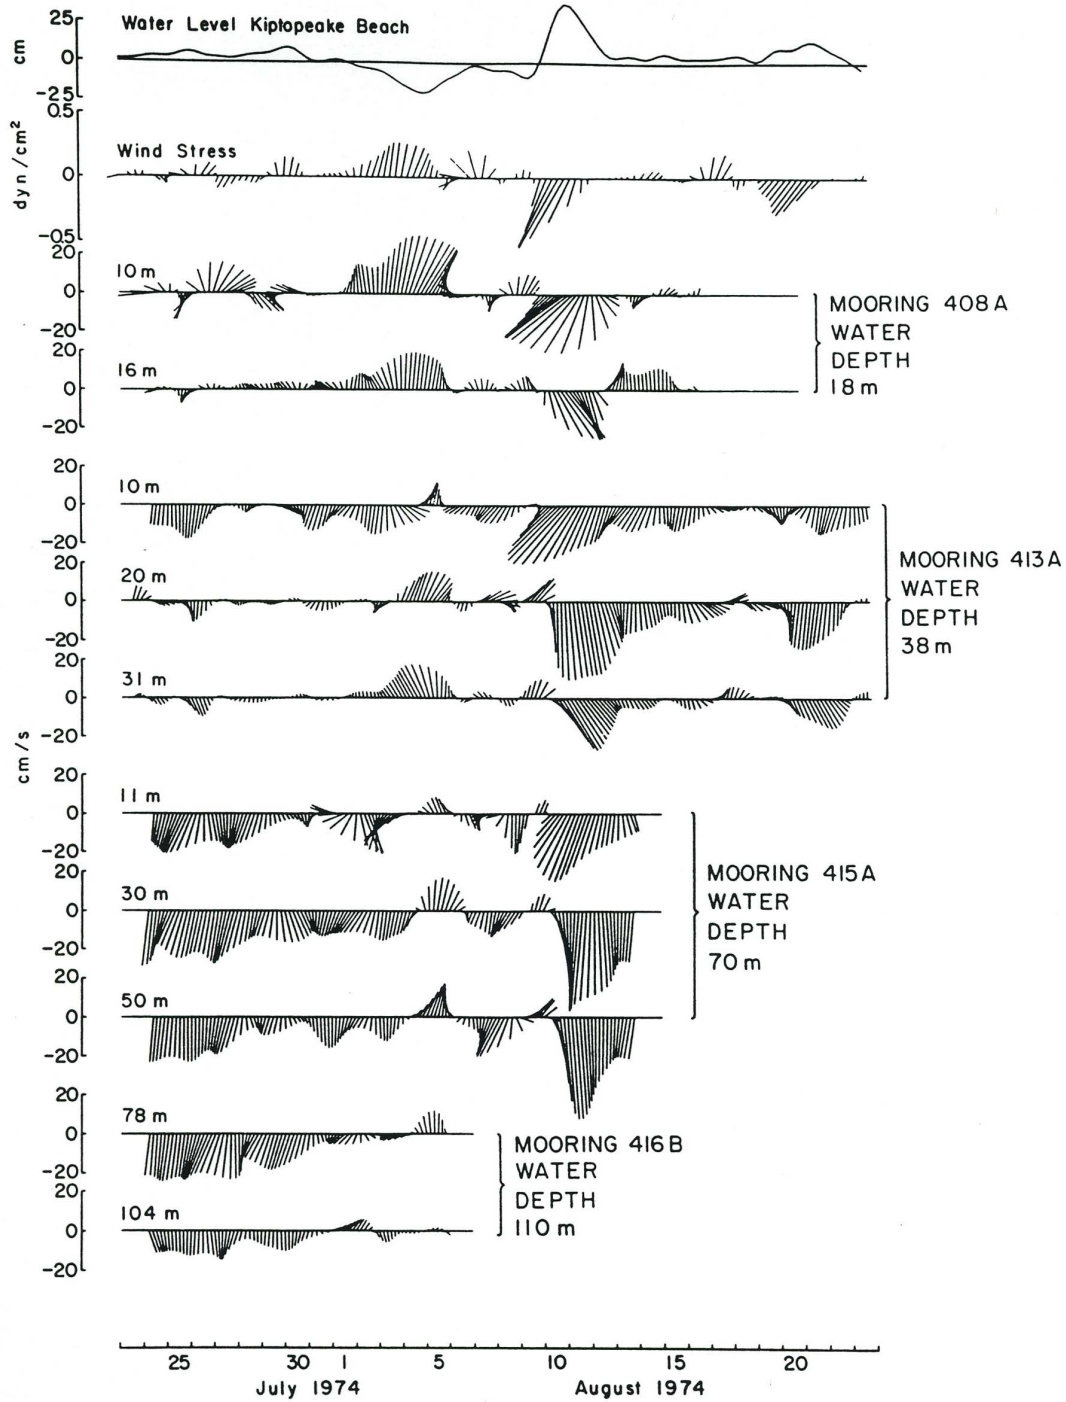 Water Level Kiptopeake Beach
25
0
-25
cm
Wind Stress
0.5
0
-0.5
dyn/cm²
10 m
20
0
-20
16 m
20
0
-20
MOORING 408A
WATER
DEPTH
18 m
10 m
20
0
-20
20 m
20
0
-20
31 m
20
0
-20
MOORING 413A
WATER
DEPTH
38 m
cm/s
11 m
20
0
-20
30 m
20
0
-20
50 m
20
0
-20
MOORING 415A
WATER
DEPTH
70 m
78 m
20
0
-20
104 m
20
0
-20
MOORING 416B
WATER
DEPTH
110 m
25 30 1 5 10 15 20
July 1974 August 1974